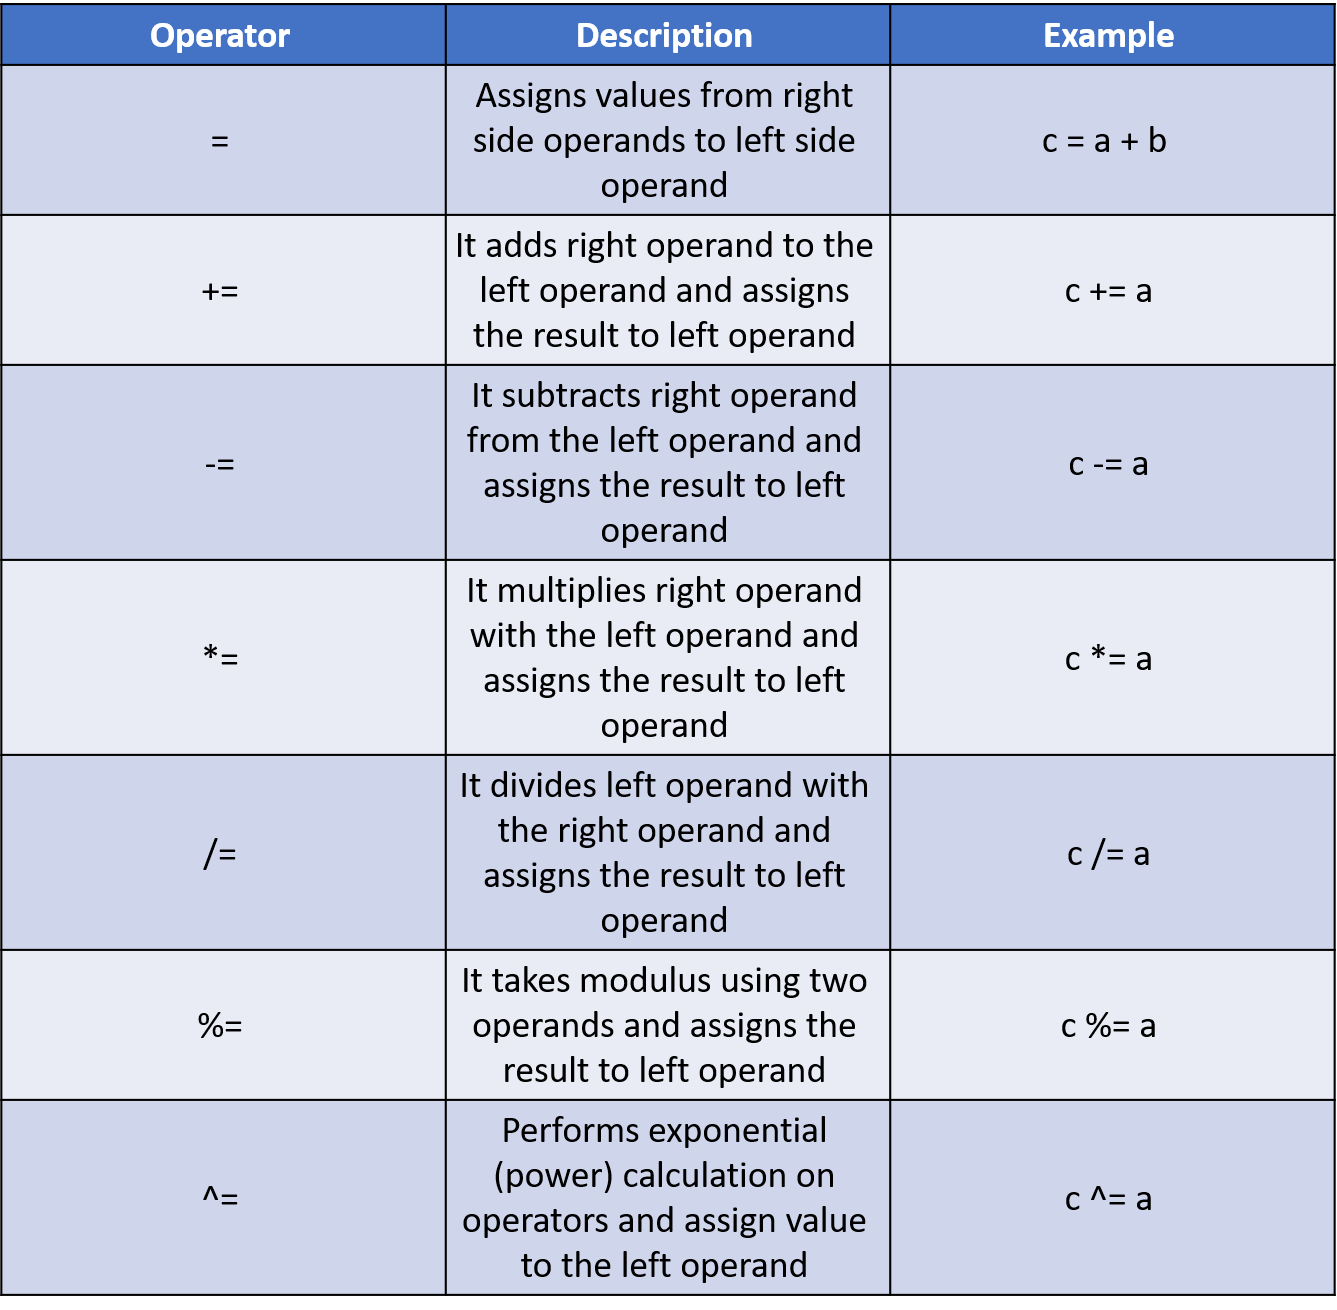 Operator Description Example
=
Assigns values from right
side operands to left side
operand
c = a + b
+=
It adds right operand to the
left operand and assigns
the result to left operand
c += a
-=
It subtracts right operand
from the left operand and
assigns the result to left
operand
c -= a
*=
It multiplies right operand
with the left operand and
assigns the result to left
operand
c *= a
/=
It divides left operand with
the right operand and
assigns the result to left
operand
c /= a
%=
It takes modulus using two
operands and assigns the
result to left operand
c %= a
^=
Performs exponential
(power) calculation on
operators and assign value
to the left operand
c ^= a